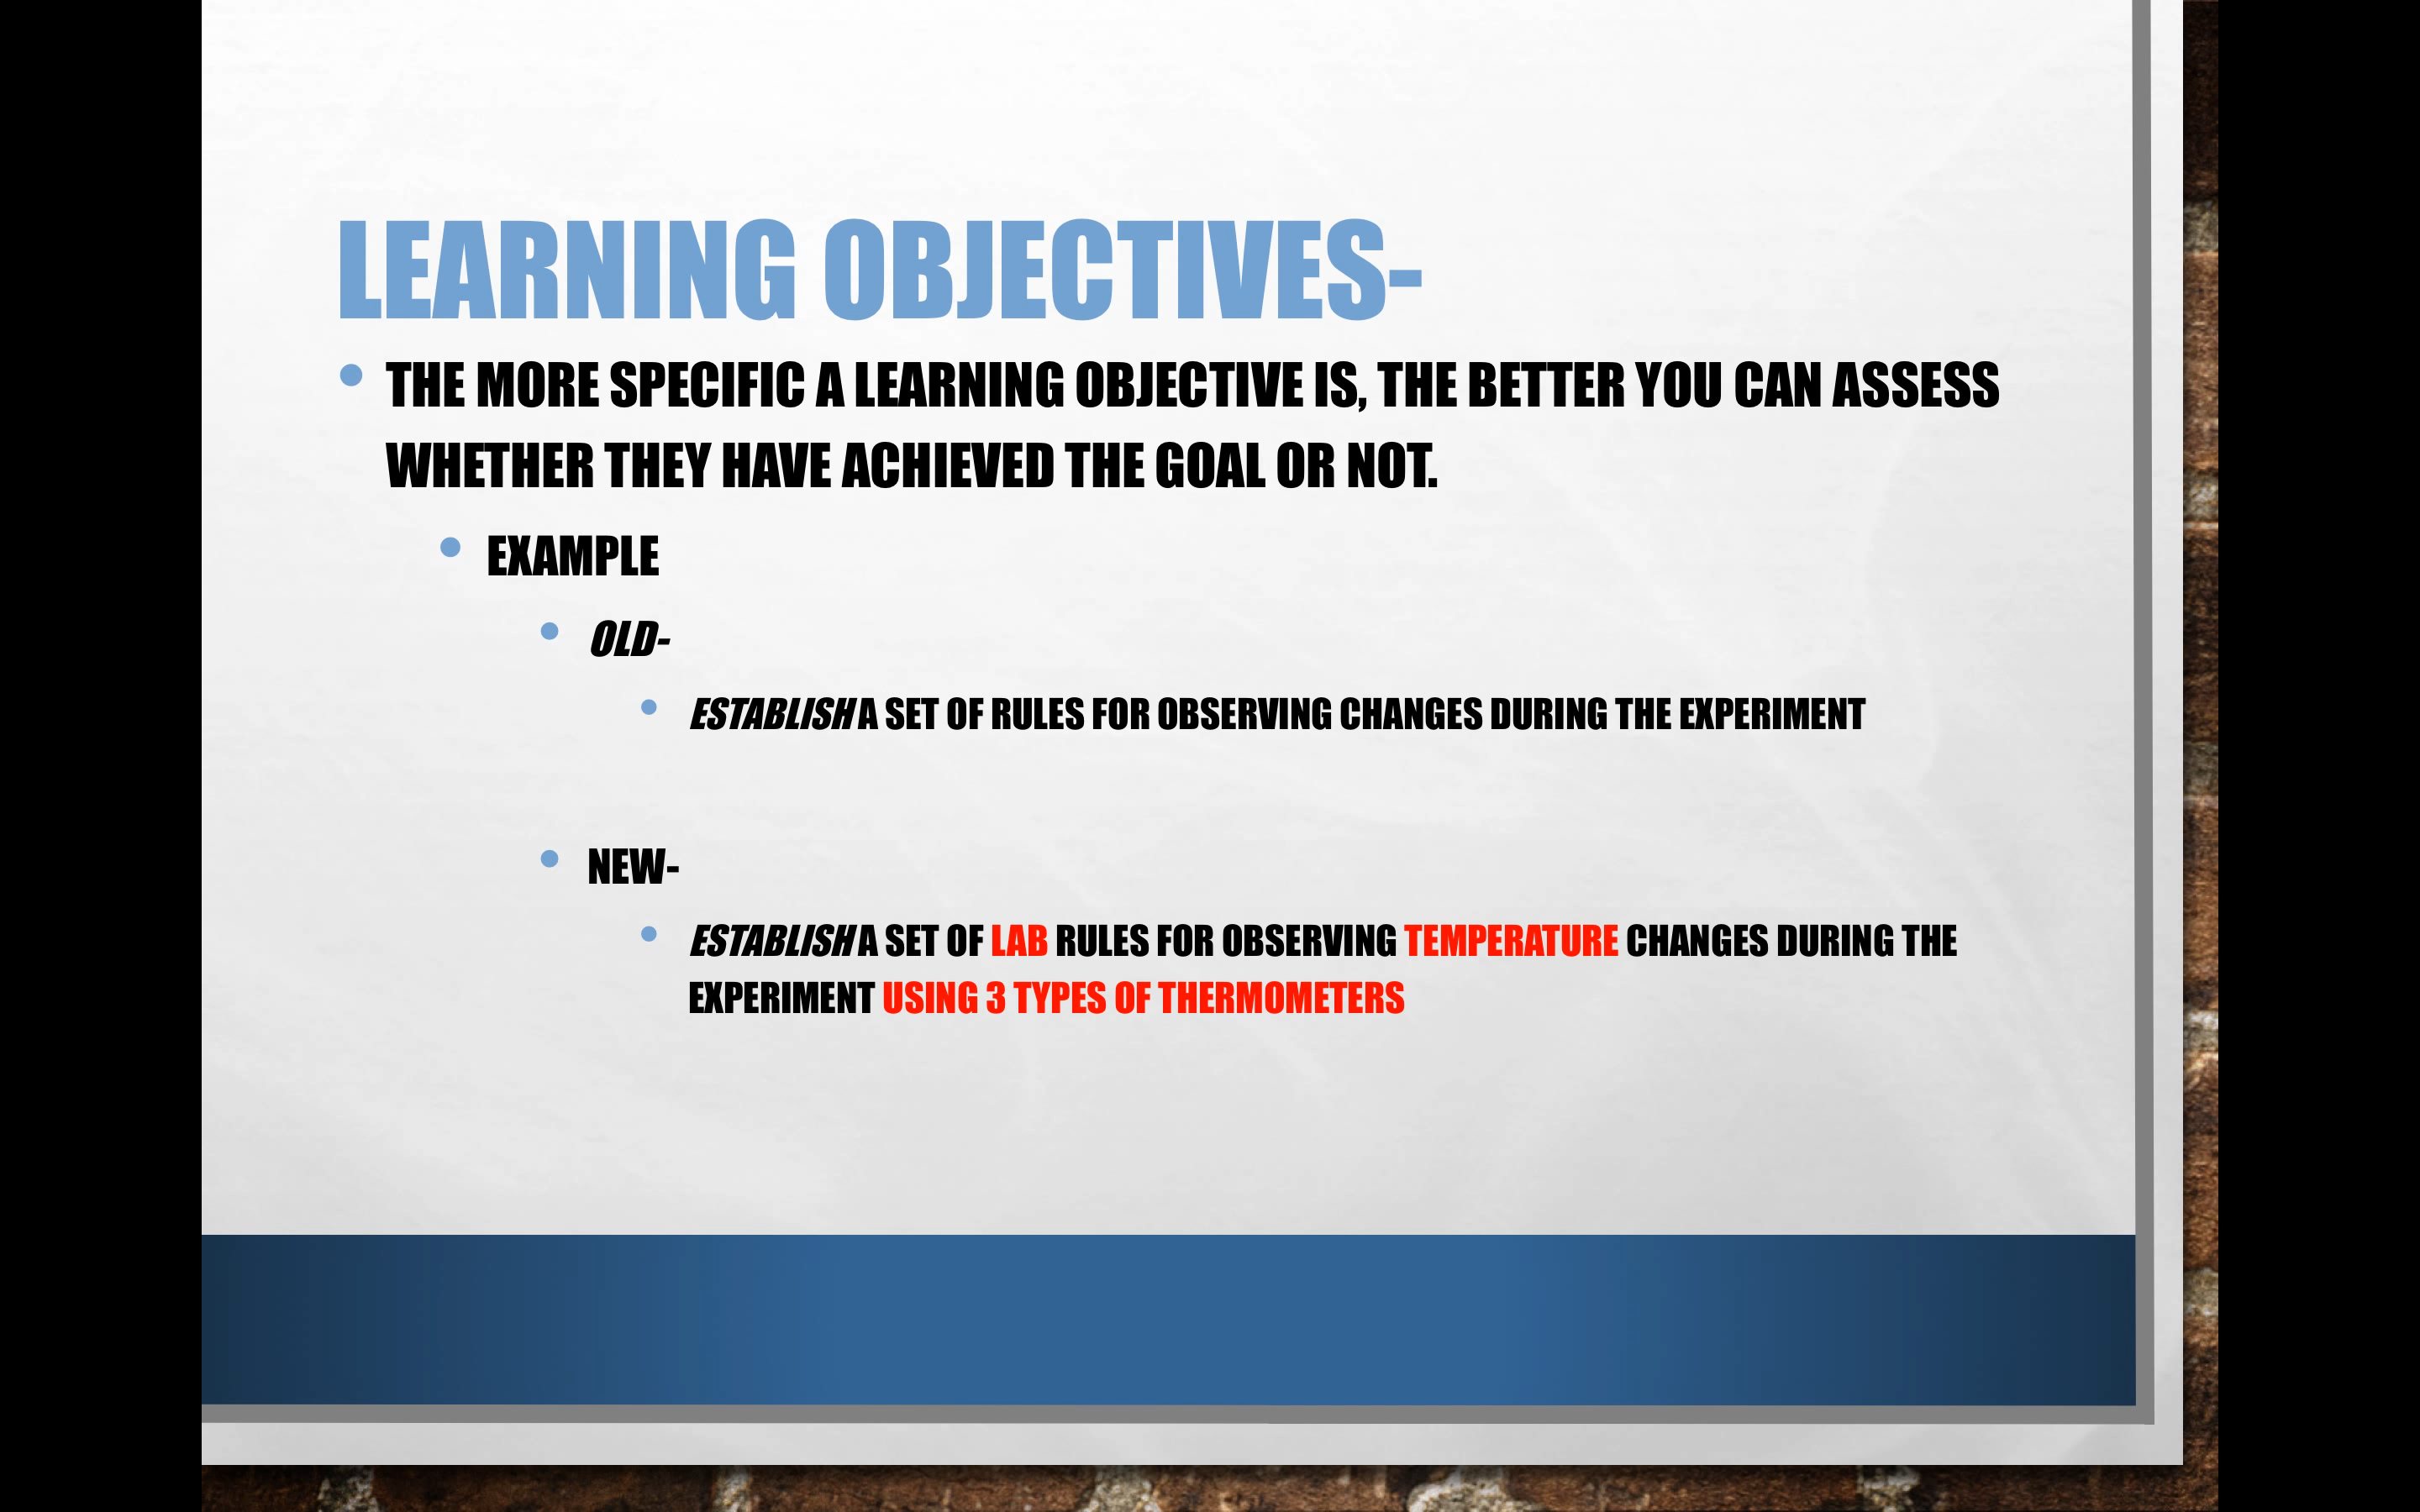 LEARNING OBJECTIVES-
THE MORE SPECIFIC A LEARNING OBJECTIVE IS, THE BETTER YOU CAN ASSESS
WHETHER THEY HAVE ACHIEVED THE GOAL OR NOT.
EXAMPLE
OLD-
ESTABLISH A SET OF RULES FOR OBSERVING CHANGES DURING THE EXPERIMENT
NEW-
ESTABLISH A SET OF LAB RULES FOR OBSERVING TEMPERATURE CHANGES DURING THE
EXPERIMENT USING 3 TYPES OF THERMOMETERS